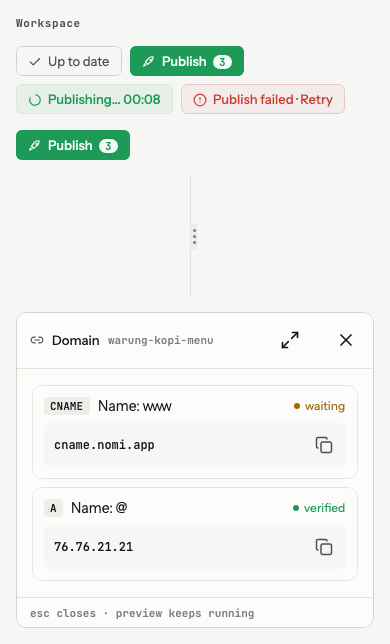 Workspace
Up to date
Publish 3
Publishing... 00:08
Publish failed · Retry
Publish 3
Domain warung-kopi-menu
CNAME Name: www waiting
cname.nomi.app
A Name: @ verified
76.76.21.21
esc closes · preview keeps running